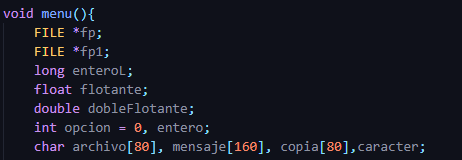 void menu(){
    FILE *fp;
    FILE *fp1;
    long enteroL;
    float flotante;
    double dobleFlotante;
    int opcion = 0, entero;
    char archivo[80], mensaje[160], copia[80],caracter;